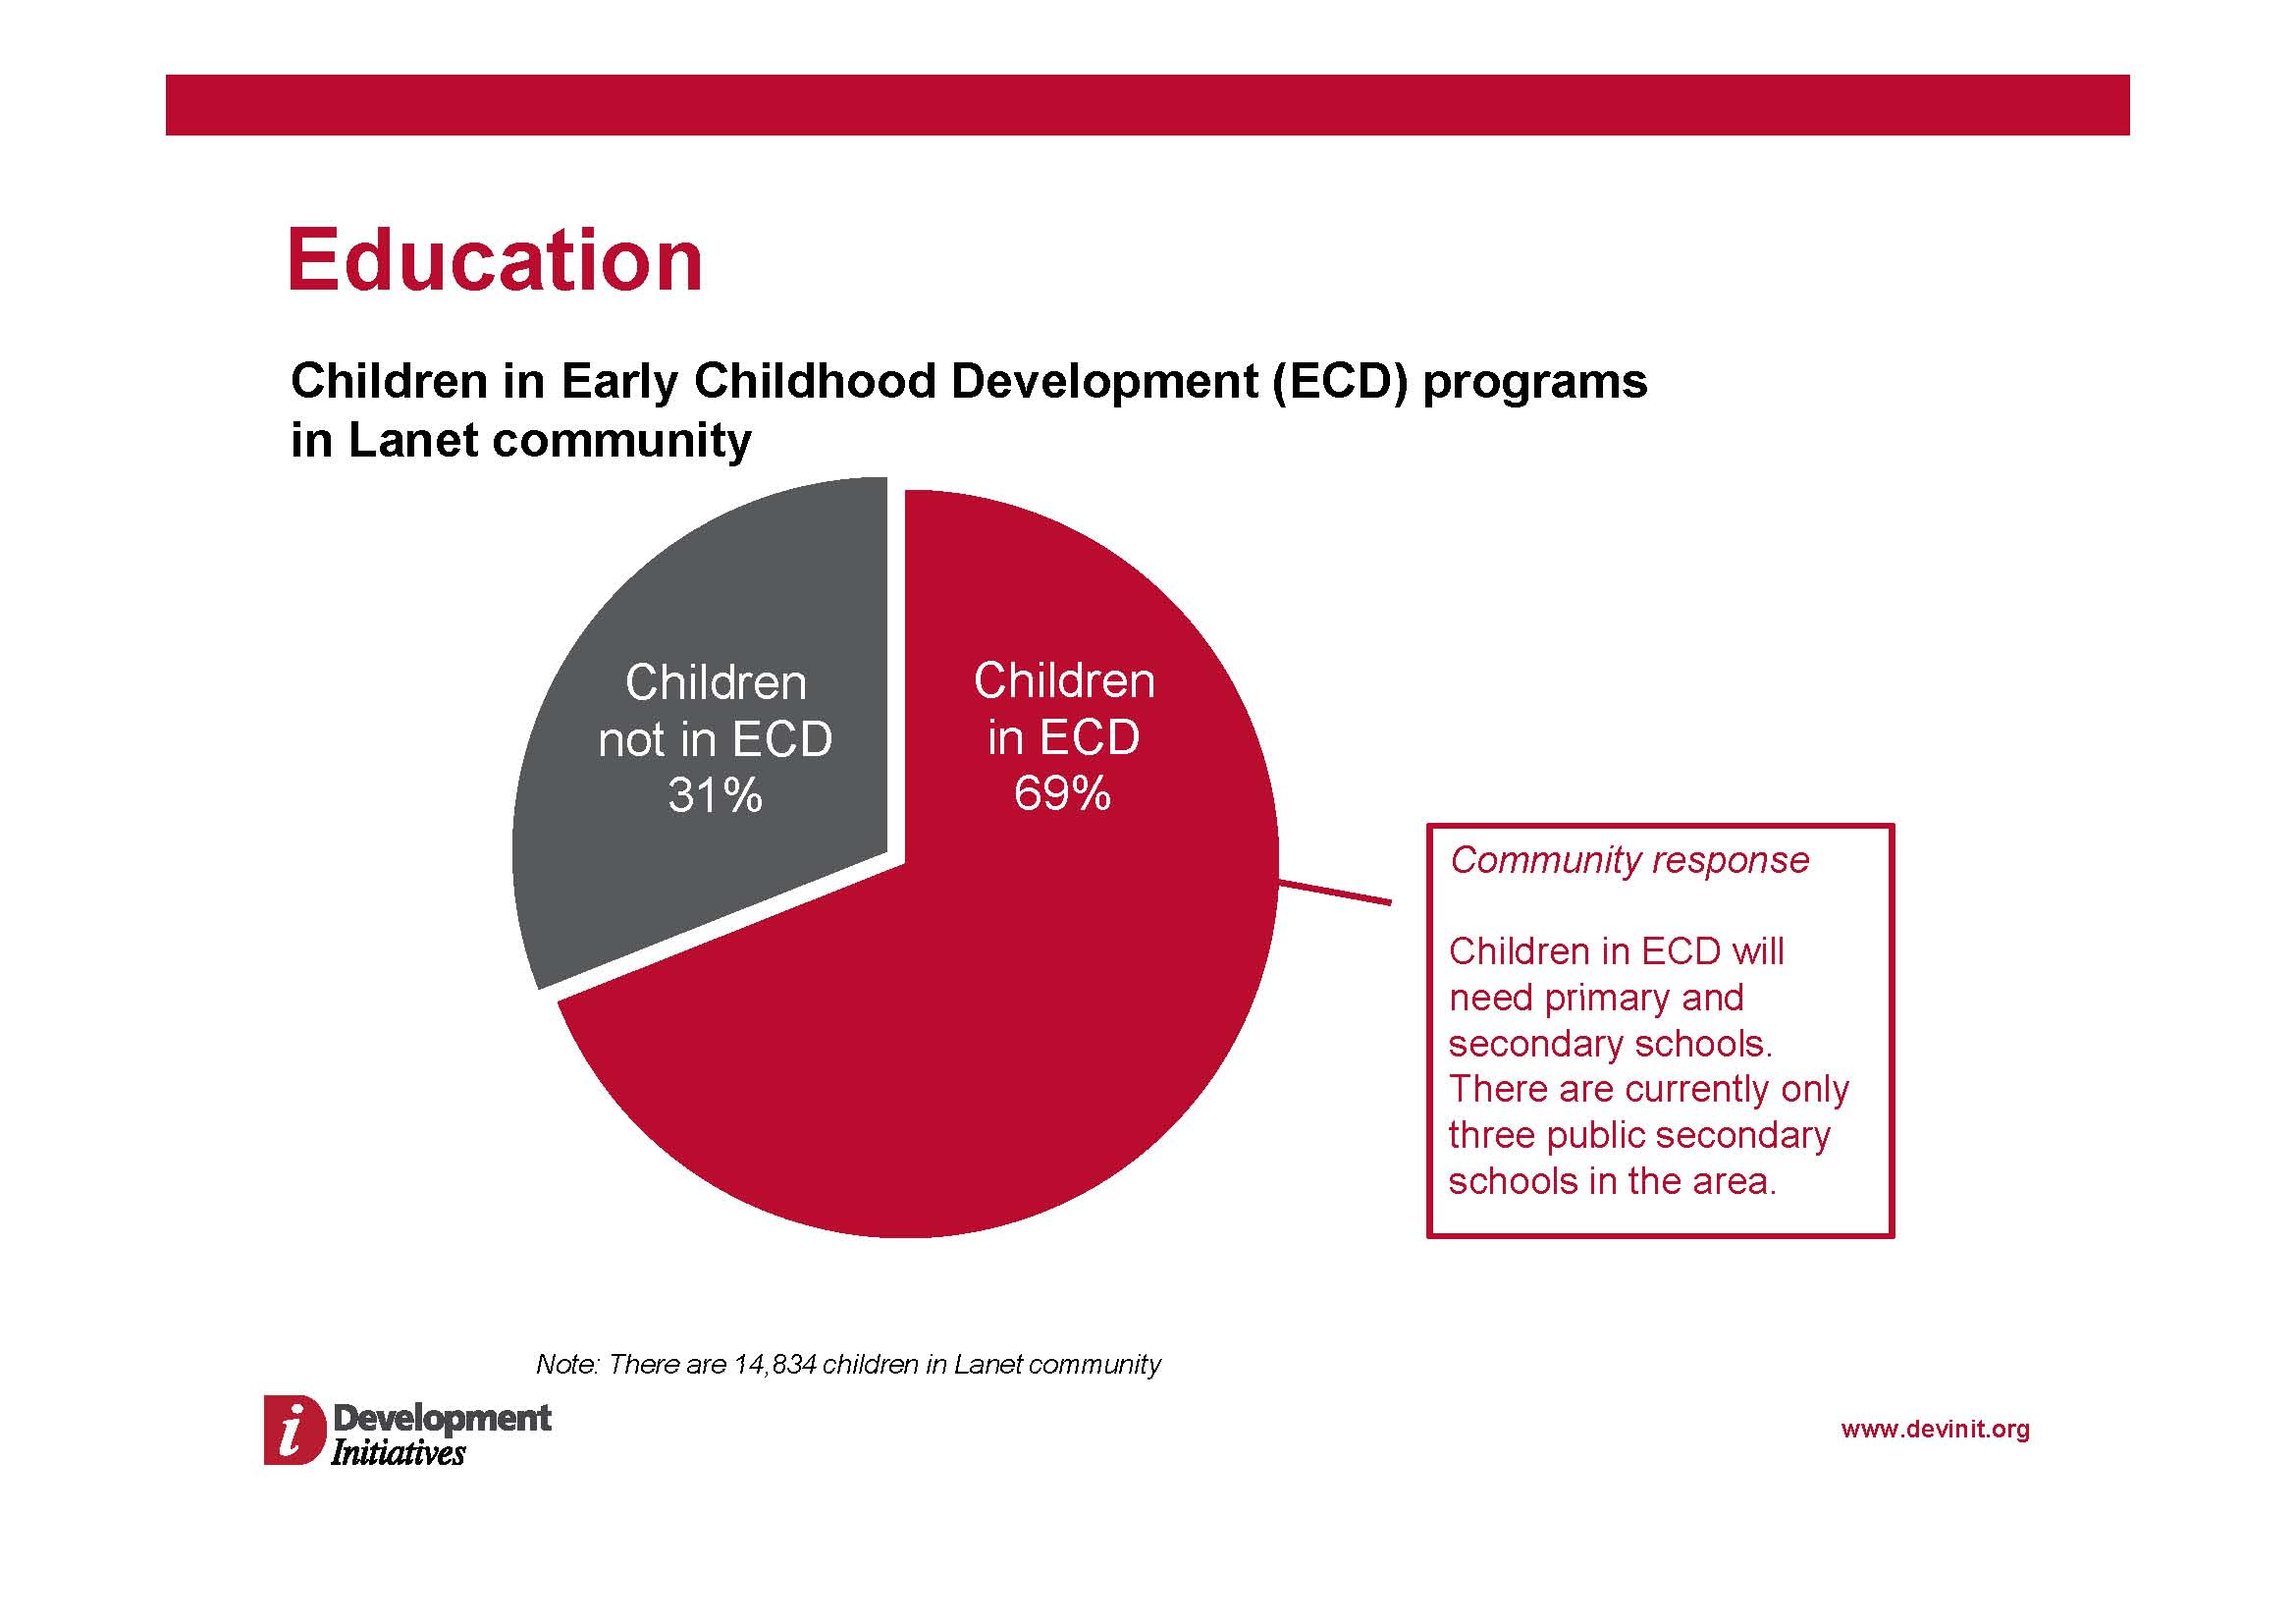 Education
Children in Early Childhood Development (ECD) programs
in Lanet community
Children
not in ECD
31%
Children
in ECD
69%
Community response
Children in ECD will
need primary and
secondary schools.
There are currently only
three public secondary
schools in the area.
Note: There are 14,834 children in Lanet community
i Development
Initiatives
www.devinit.org